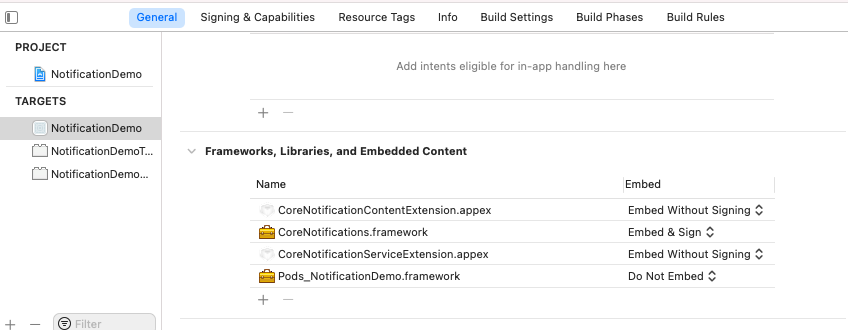 General Signing & Capabilities Resource Tags Info Build Settings Build Phases Build Rules
PROJECT
NotificationDemo
TARGETS
NotificationDemo
NotificationDemoT...
NotificationDemo...
Filter
Add intents eligible for in-app handling here
Frameworks, Libraries, and Embedded Content
Name Embed
CoreNotificationContentExtension.appex Embed Without Signing
CoreNotifications.framework Embed & Sign
CoreNotificationServiceExtension.appex Embed Without Signing
Pods_NotificationDemo.framework Do Not Embed